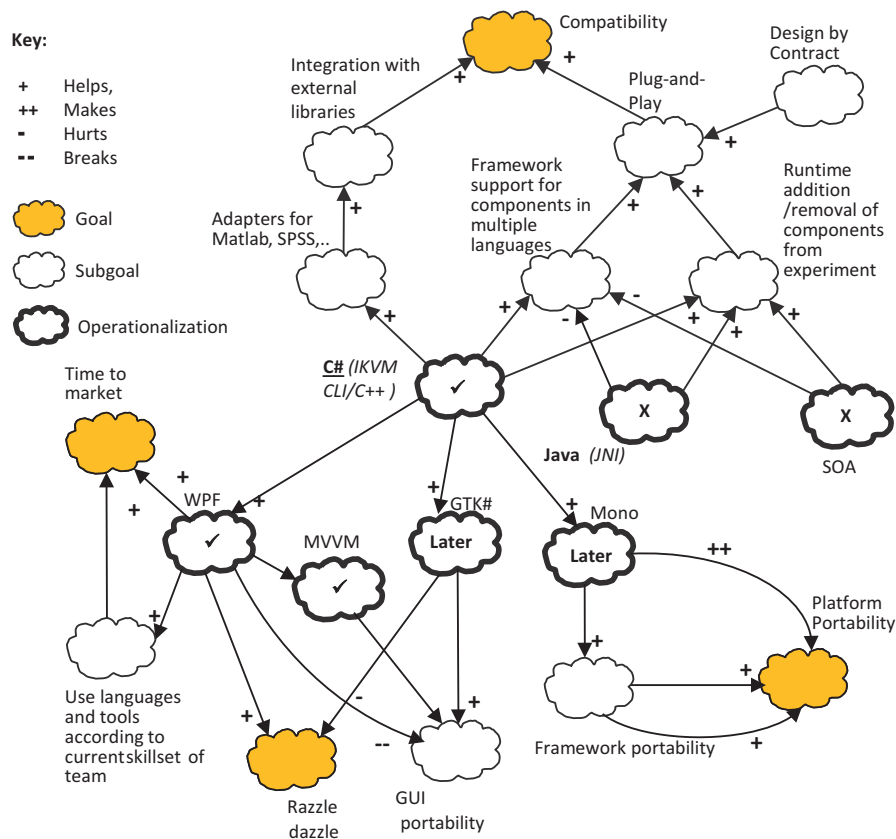 Key:
+ Helps,
++ Makes
- Hurts
-- Breaks
Goal
Subgoal
Operationalization
Compatibility
+
+
Integration with
external
libraries
Plug-and-
Play
Design by
Contract
+
Framework
support for
components in
multiple
languages
+
+
Runtime
addition
/removal of
components
from
experiment
+
Adapters for
Matlab, SPSS,..
+
+
-
-
+
+
+
C# (IKVM
CLI/C++ )
✓
X
X
Java (JNI)
SOA
Time to
market
+
+
WPF
+
✓
MVVM
✓
+
GTK#
Later
+
Mono
Later
++
Platform
Portability
+
+
+
+
Framework portability
Use languages
and tools
according to
currentskillset of
team
+
-
--
+
Razzle
dazzle
GUI
portability